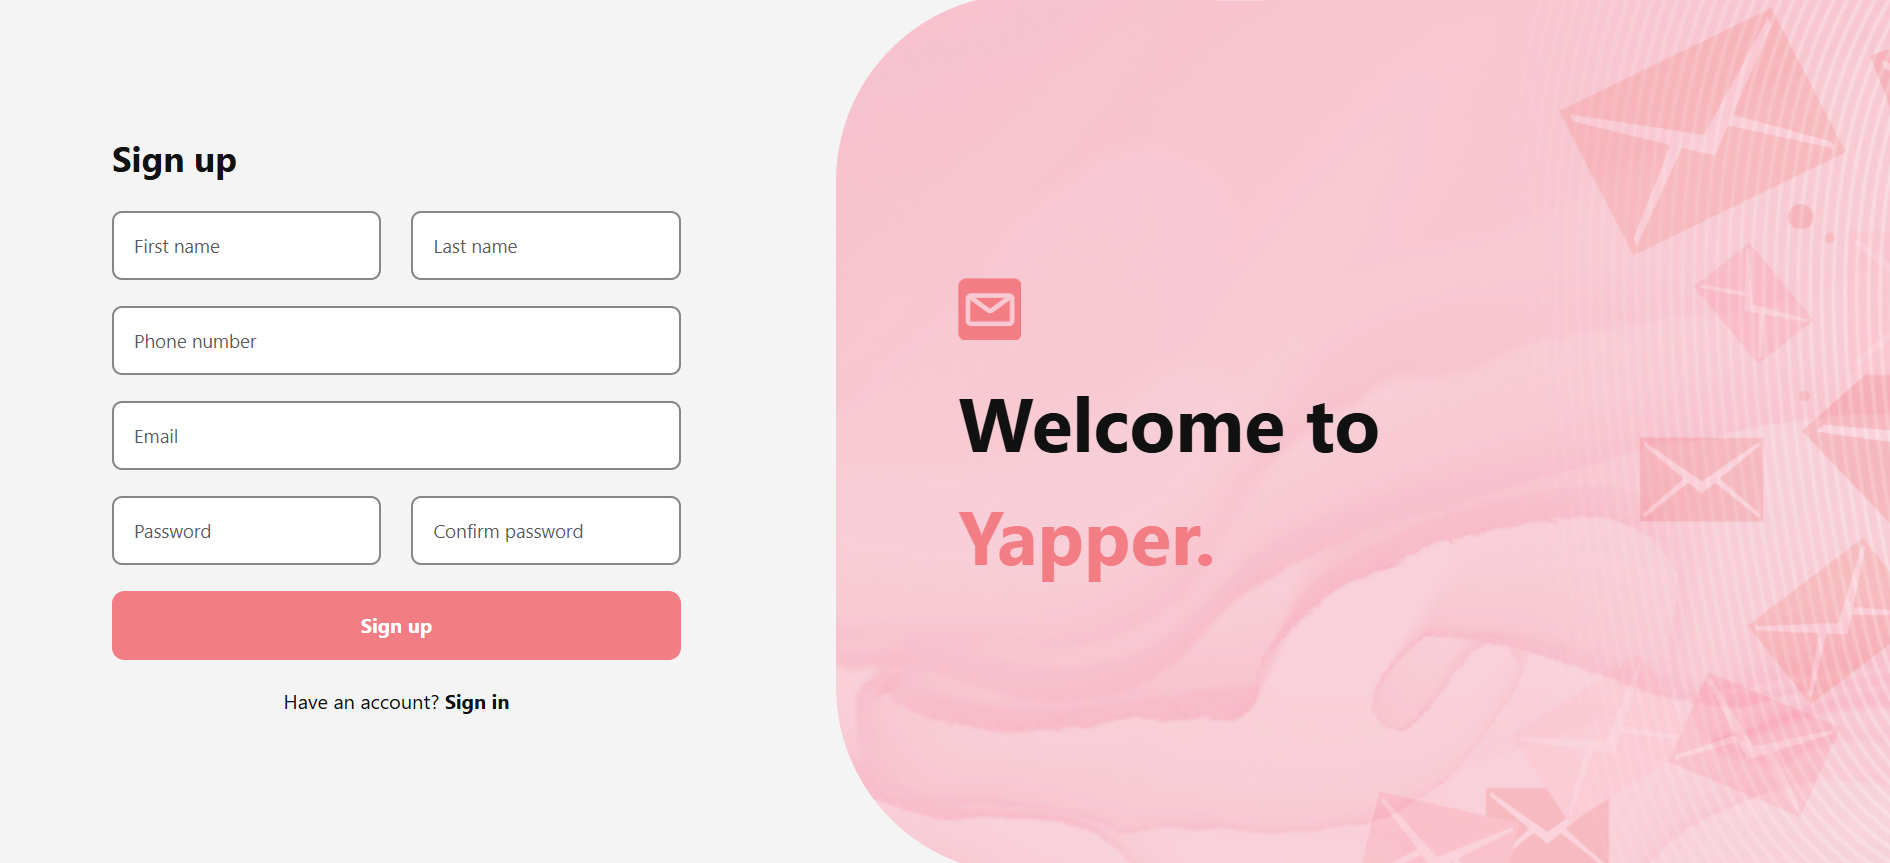 Sign up
First name
Last name
Phone number
Email
Password
Confirm password
Sign up
Have an account? Sign in
Welcome to
Yapper.